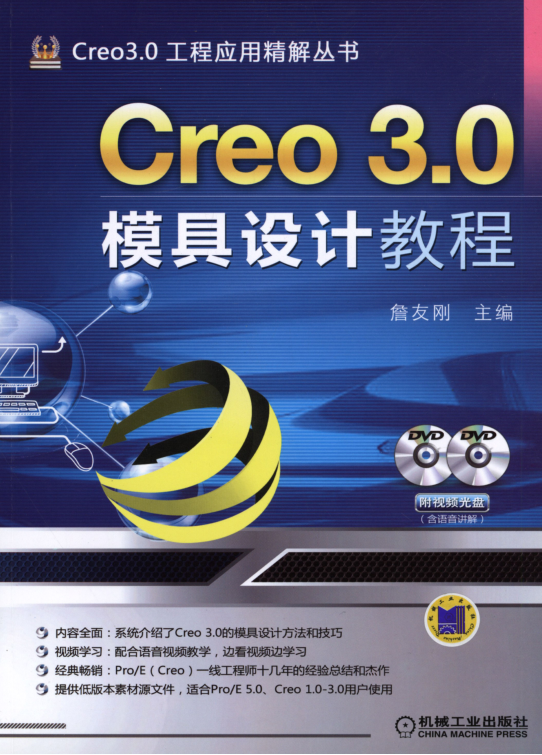 Creo3.0 工程应用精解丛书
Creo 3.0
模具设计教程
詹友刚 主编
DVD DVD
附视频光盘
（含语音讲解）
内容全面：系统介绍了Creo 3.0的模具设计方法和技巧
视频学习：配合语音视频教学，边看视频边学习
经典畅销：Pro/E（Creo）一线工程师十几年的经验总结和杰作
提供低版本素材源文件，适合Pro/E 5.0、Creo 1.0-3.0用户使用
机械工业出版社
CHINA MACHINE PRESS